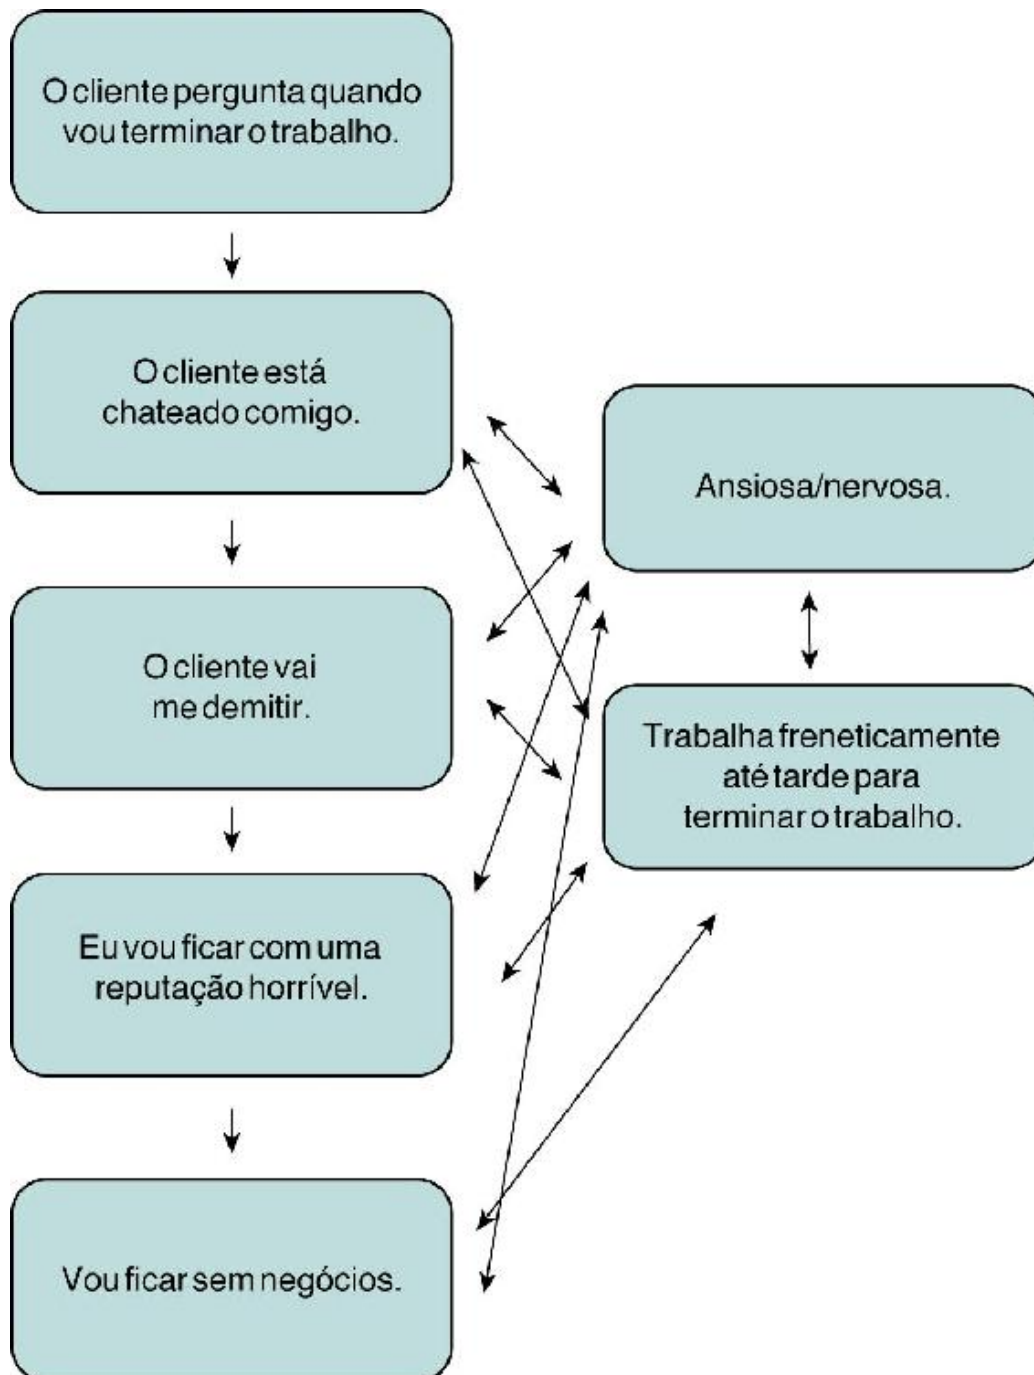 O cliente pergunta quando
vou terminar o trabalho.
O cliente está
chateado comigo.
Ansiosa/nervosa.
O cliente vai
me demitir.
Trabalha freneticamente
até tarde para
terminar o trabalho.
Eu vou ficar com uma
reputação horrível.
Vou ficar sem negócios.